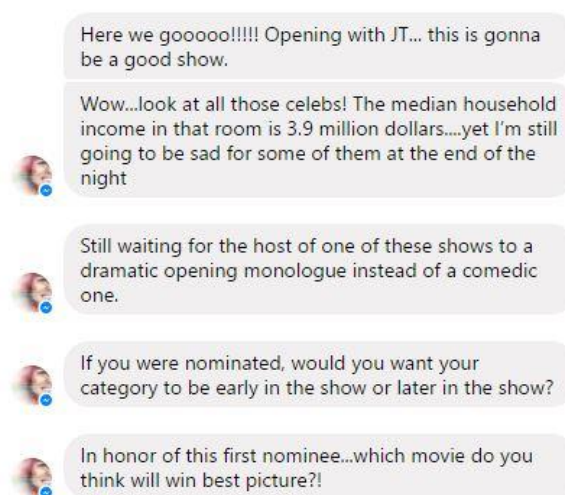 Here we gooooo!!!!! Opening with JT... this is gonna
be a good show.
Wow...look at all those celebs! The median household
income in that room is 3.9 million dollars....yet I'm still
going to be sad for some of them at the end of the
night
Still waiting for the host of one of these shows to a
dramatic opening monologue instead of a comedic
one.
If you were nominated, would you want your
category to be early in the show or later in the show?
In honor of this first nominee...which movie do you
think will win best picture?!